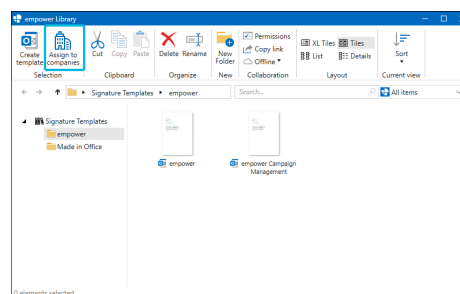 empower Library
Create template
Assign to companies
Cut
Copy
Paste
Delete
Rename
New Folder
Permissions
Copy link
Offline
XL Tiles
Tiles
List
Details
Sort
Selection
Clipboard
Organize
New
Collaboration
Layout
Current view
Signature Templates
empower
Search...
All items
Signature Templates
empower
Made in Office
empower
empower Campaign
Management
0 elements selected